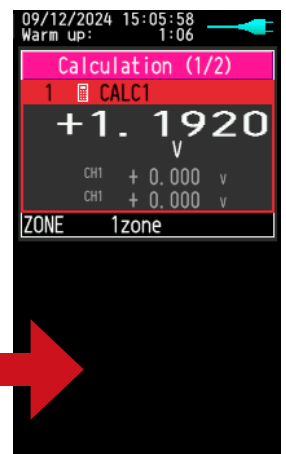 09/12/2024 15:05:58
Warm up: 1:06
Calculation (1/2)
1 CALC1
+1. 1920
V
CH1 + 0. 000 V
CH1 + 0. 000 V
ZONE 1zone